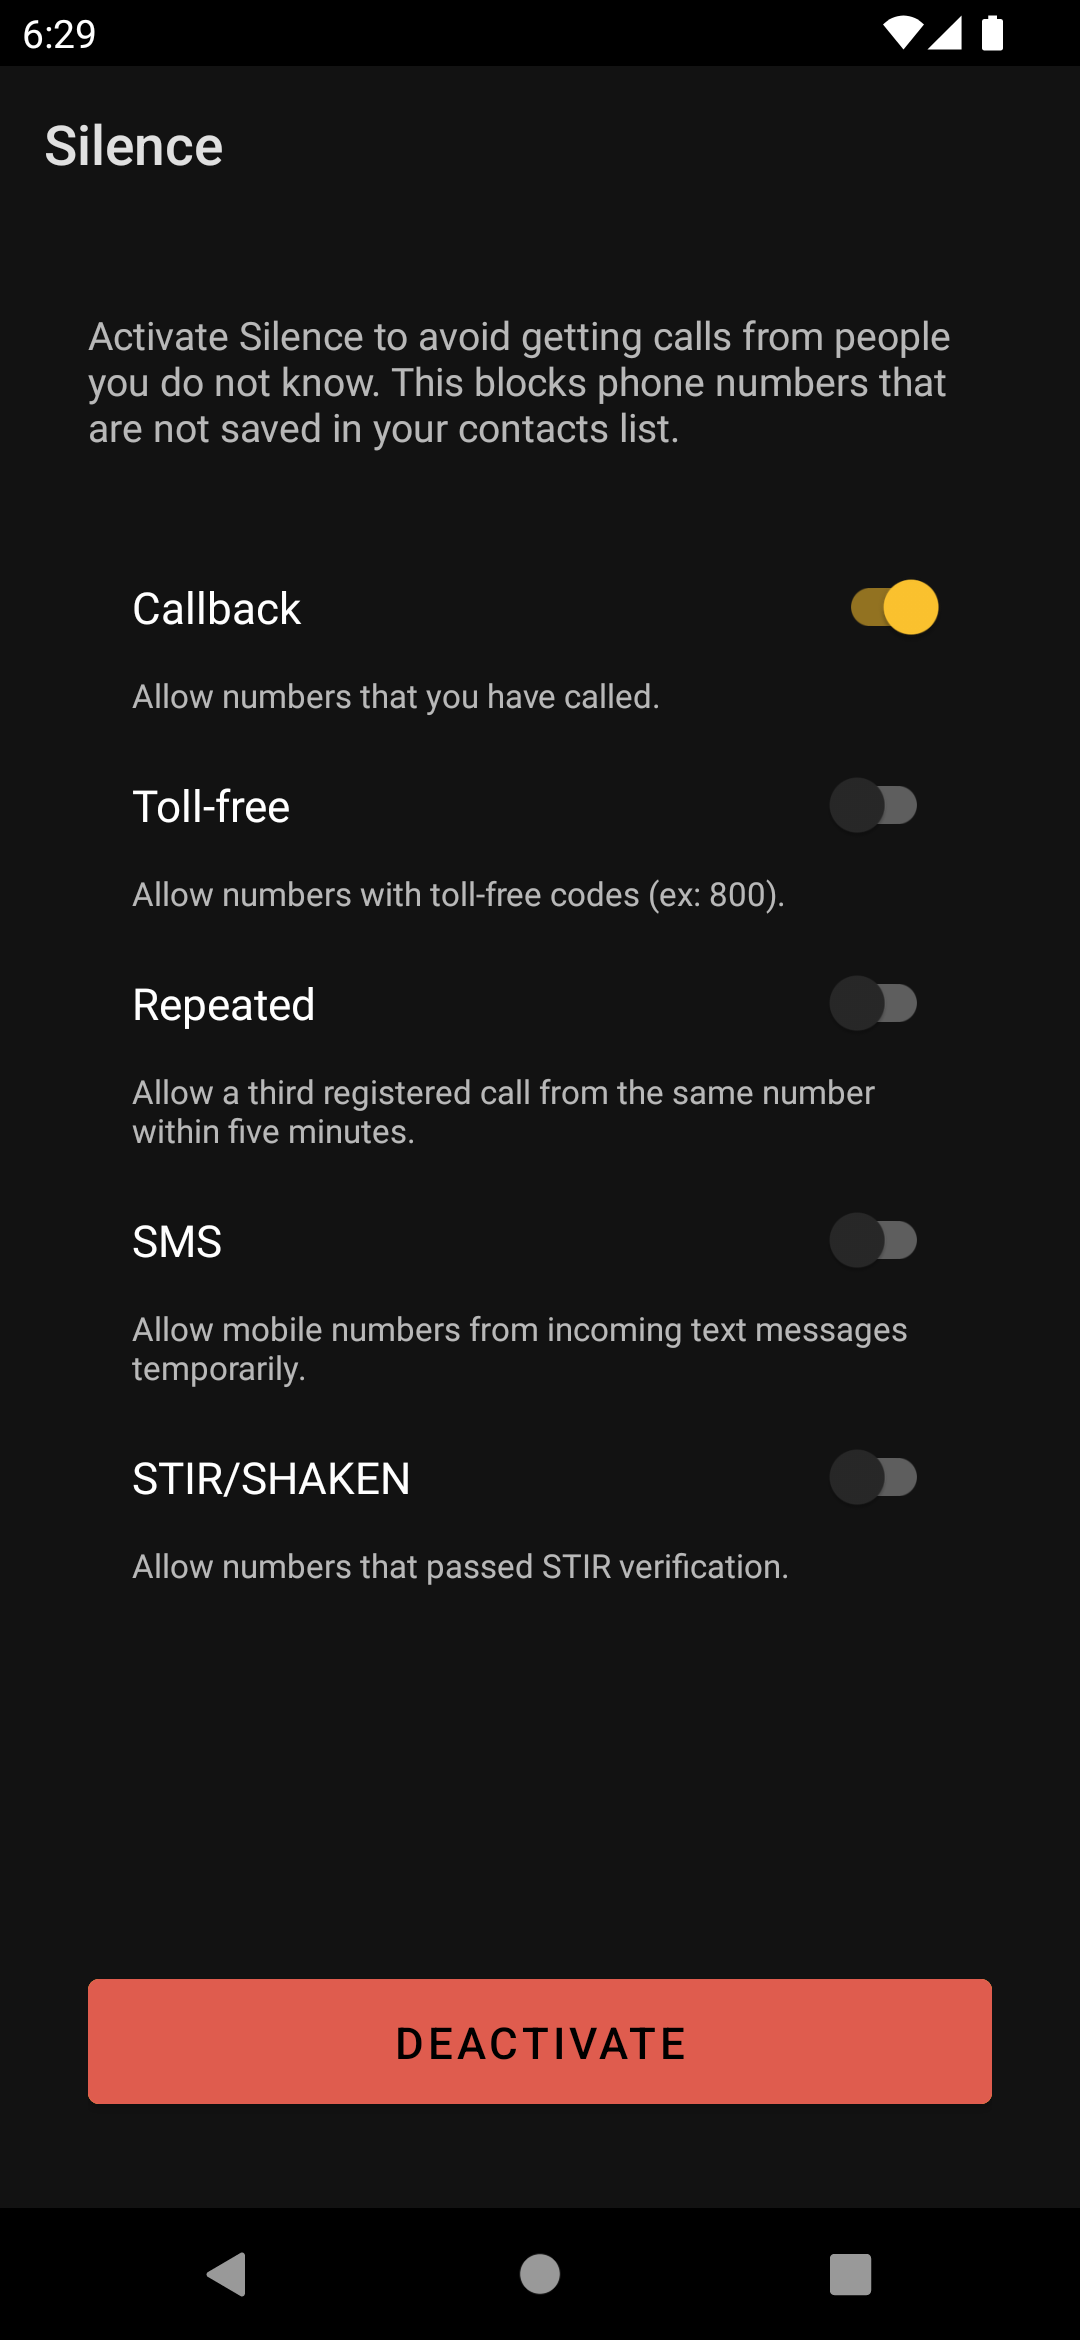 6:29
Silence
Activate Silence to avoid getting calls from people
you do not know. This blocks phone numbers that
are not saved in your contacts list.
Callback
Allow numbers that you have called.
Toll-free
Allow numbers with toll-free codes (ex: 800).
Repeated
Allow a third registered call from the same number
within five minutes.
SMS
Allow mobile numbers from incoming text messages
temporarily.
STIR/SHAKEN
Allow numbers that passed STIR verification.
DEACTIVATE